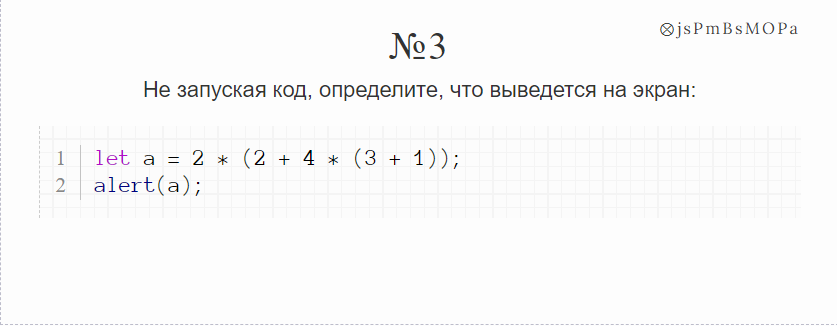 ⊗jsPmBsMOPa
№3
Не запуская код, определите, что выведется на экран:
1 let a = 2 * (2 + 4 * (3 + 1));
2 alert(a);